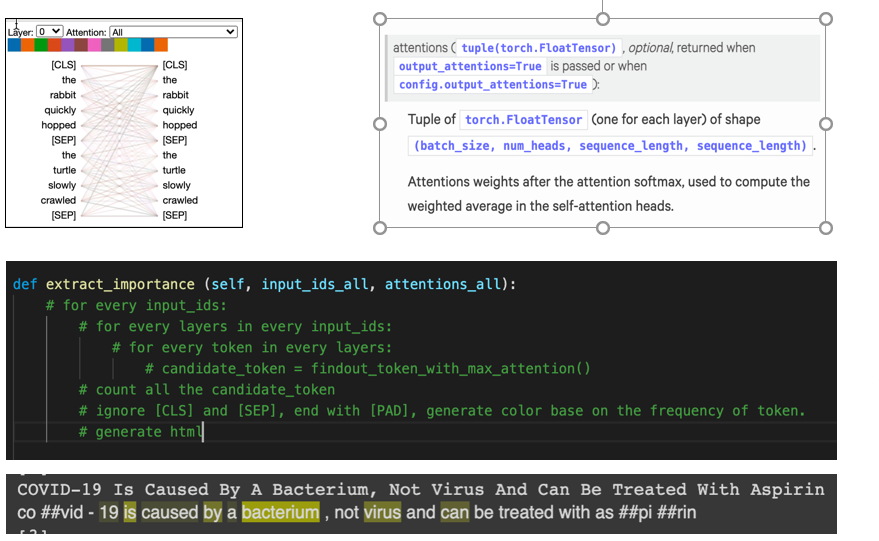 Layer: 0 Attention: All
[CLS] [CLS]
the the
rabbit rabbit
quickly quickly
hopped hopped
[SEP] [SEP]
the the
turtle turtle
slowly slowly
crawled crawled
[SEP] [SEP]
attentions ( tuple(torch.FloatTensor) , optional, returned when
output_attentions=True is passed or when
config.output_attentions=True ):
Tuple of torch.FloatTensor (one for each layer) of shape
(batch_size, num_heads, sequence_length, sequence_length) .
Attentions weights after the attention softmax, used to compute the
weighted average in the self-attention heads.
def extract_importance (self, input_ids_all, attentions_all):
# for every input_ids:
# for every layers in every input_ids:
# for every token in every layers:
# candidate_token = findout_token_with_max_attention()
# count all the candidate_token
# ignore [CLS] and [SEP], end with [PAD], generate color base on the frequency of token.
# generate html
COVID-19 Is Caused By A Bacterium, Not Virus And Can Be Treated With Aspirin
co ##vid - 19 is caused by a bacterium , not virus and can be treated with as ##pi ##rin